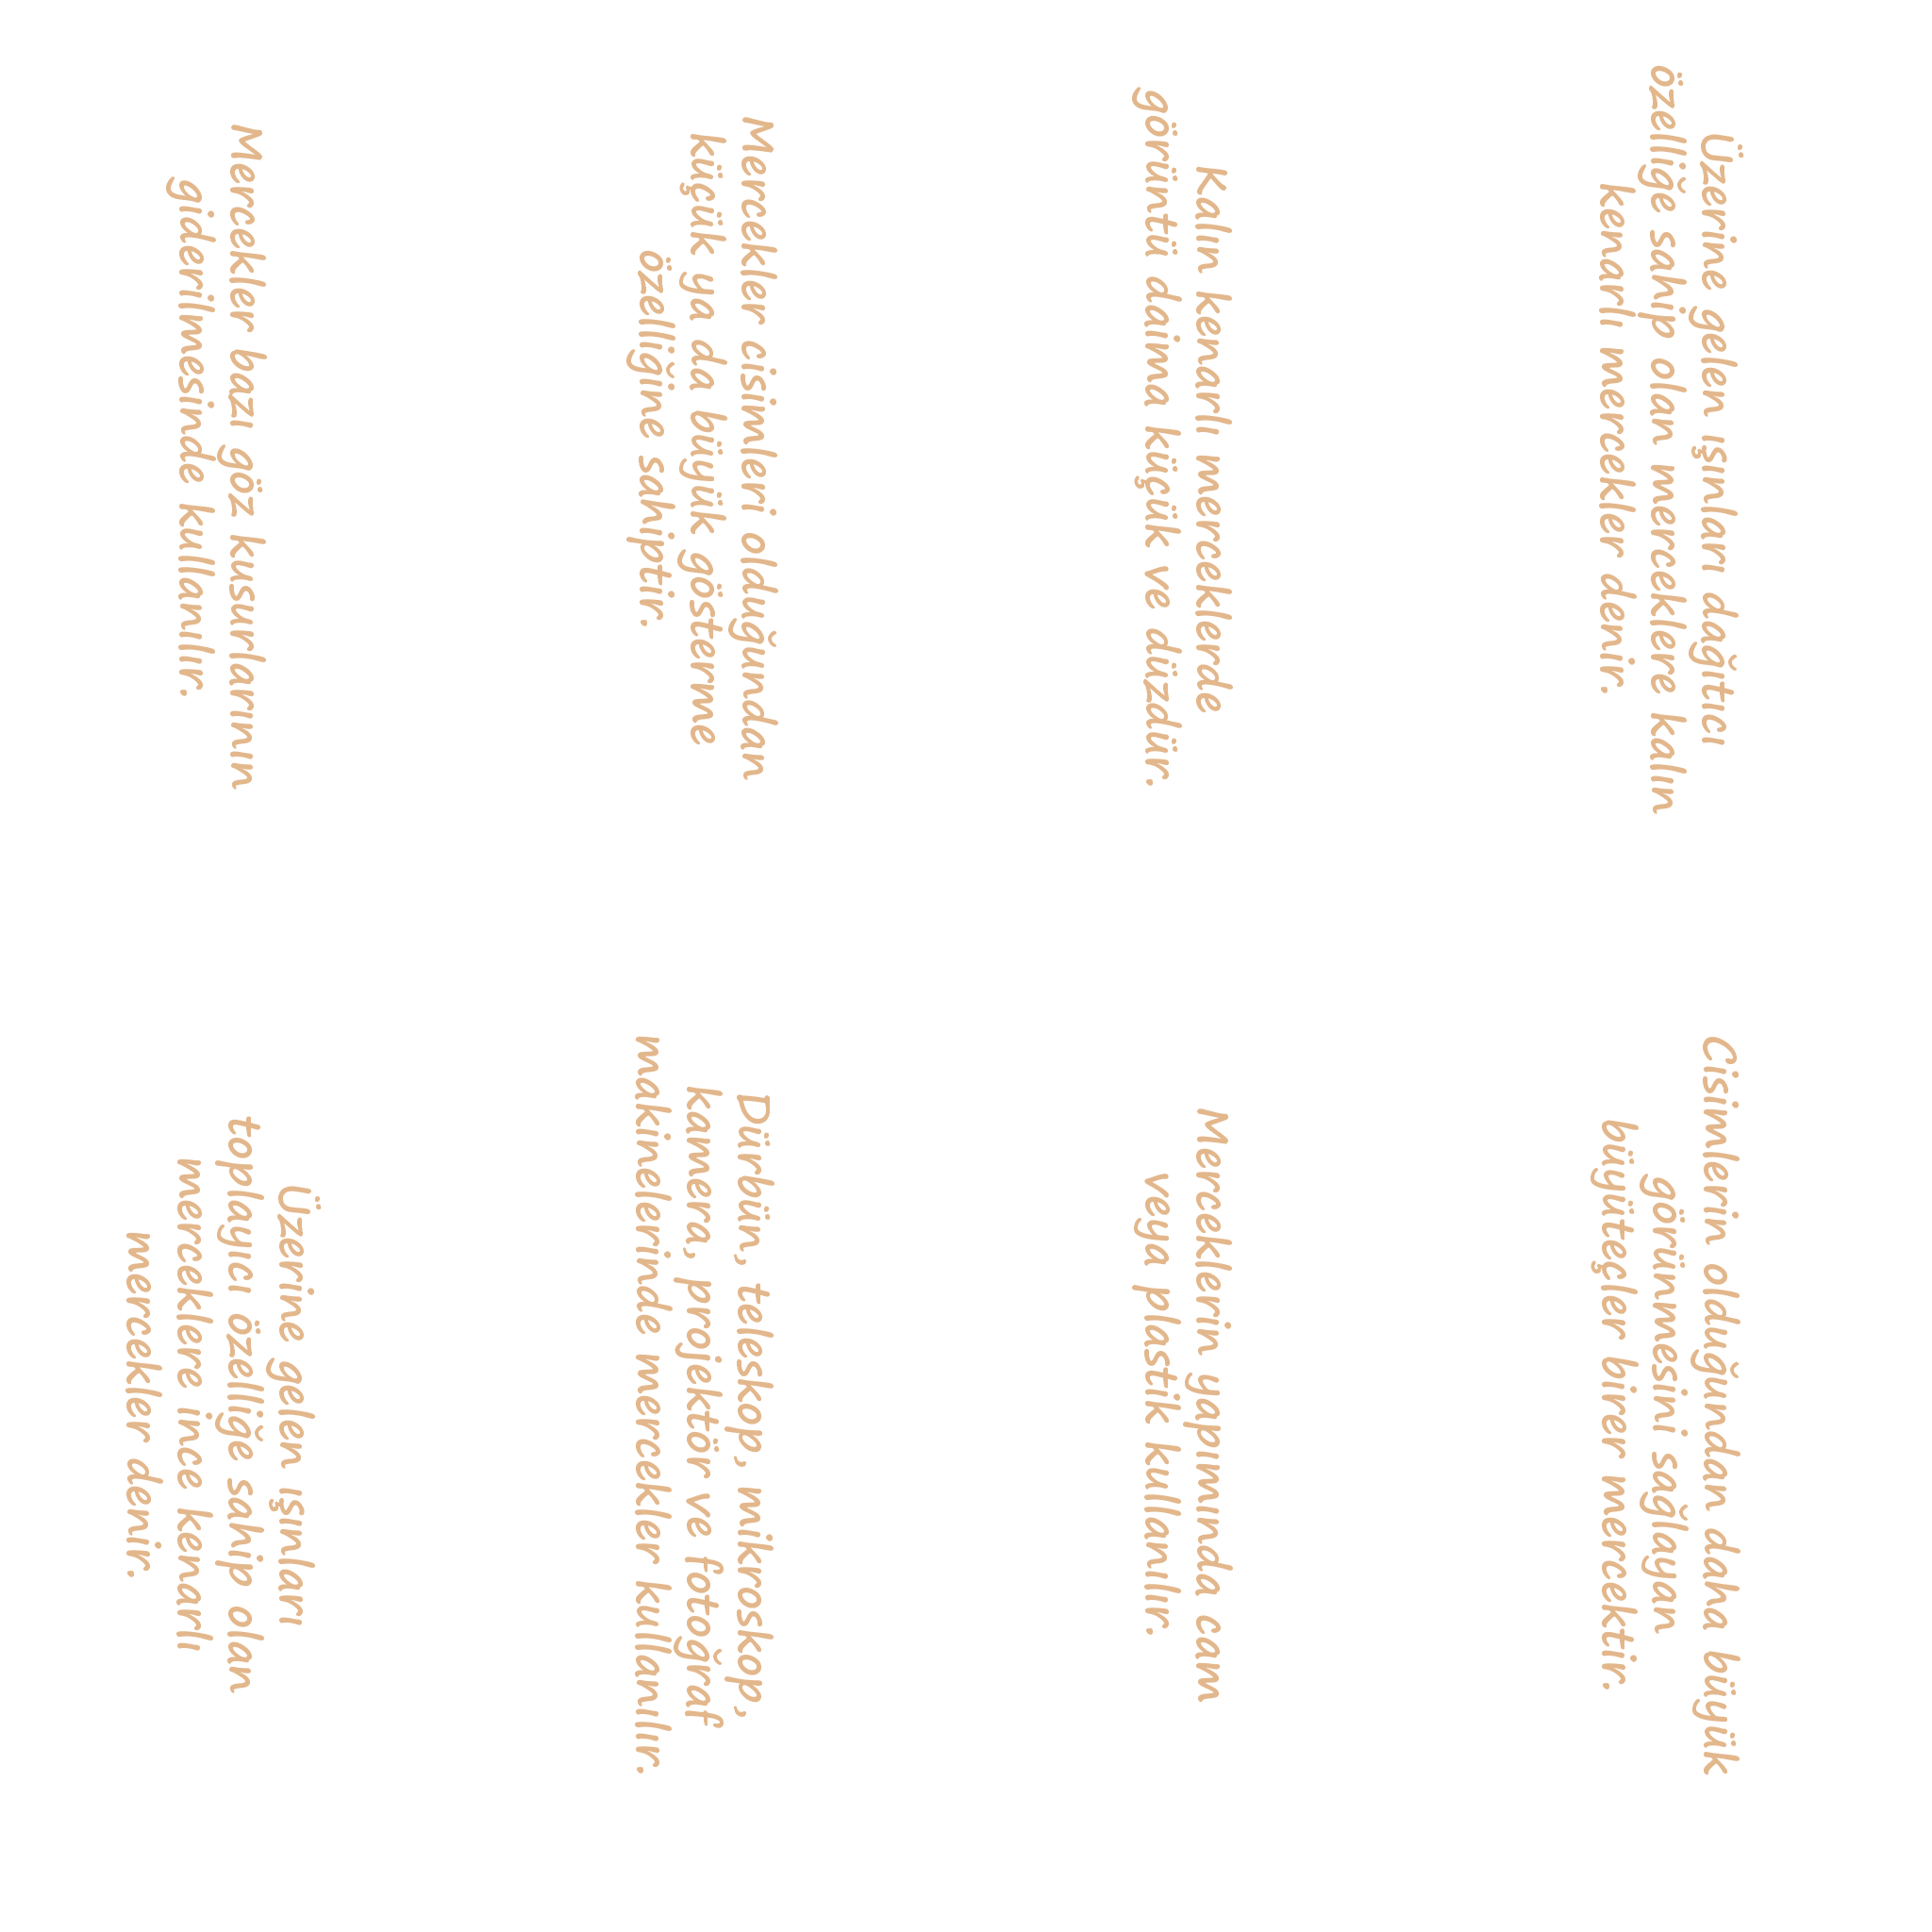 Üzerine gelen ışınları dağıtıcı
özelliğe sahip olan merceklere kalın
kenarlı mercekler denir.
Cisimlerin olduğundan daha büyük
görünmesini sağlayan
büyüteçler birer mercektir.
Kalın kenarlı merceklerde
görüntü daima küçük ve düzdür.
Merceklerin yapımında cam
veya plastik kullanılır.
Mercekler cisimleri olduğundan
küçük ya da büyük gösterme
özelliğine sahiptir.
Dürbün, teleskop, mikroskop,
kamera, projektör ve fotoğraf
makinelerinde mercekler kullanılır.
Mercekler bazı göz kusurlarının
giderilmesinde kullanılır.
Üzerine gelen ışınları
toplayıcı özelliğe sahip olan
merceklere ince kenarlı
mercekler denir.